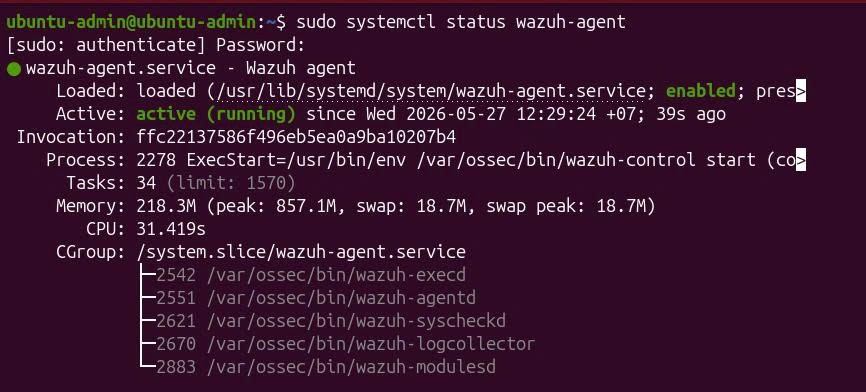 ubuntu-admin@ubuntu-admin:~$ sudo systemctl status wazuh-agent
[sudo: authenticate] Password:
● wazuh-agent.service - Wazuh agent
Loaded: loaded (/usr/lib/systemd/system/wazuh-agent.service; enabled; pres>
Active: active (running) since Wed 2026-05-27 12:29:24 +07; 39s ago
Invocation: ffc22137586f496eb5ea0a9ba10207b4
Process: 2278 ExecStart=/usr/bin/env /var/ossec/bin/wazuh-control start (co>
Tasks: 34 (limit: 1570)
Memory: 218.3M (peak: 857.1M, swap: 18.7M, swap peak: 18.7M)
CPU: 31.419s
CGroup: /system.slice/wazuh-agent.service
├─2542 /var/ossec/bin/wazuh-execd
├─2551 /var/ossec/bin/wazuh-agentd
├─2621 /var/ossec/bin/wazuh-syscheckd
├─2670 /var/ossec/bin/wazuh-logcollector
└─2883 /var/ossec/bin/wazuh-modulesd